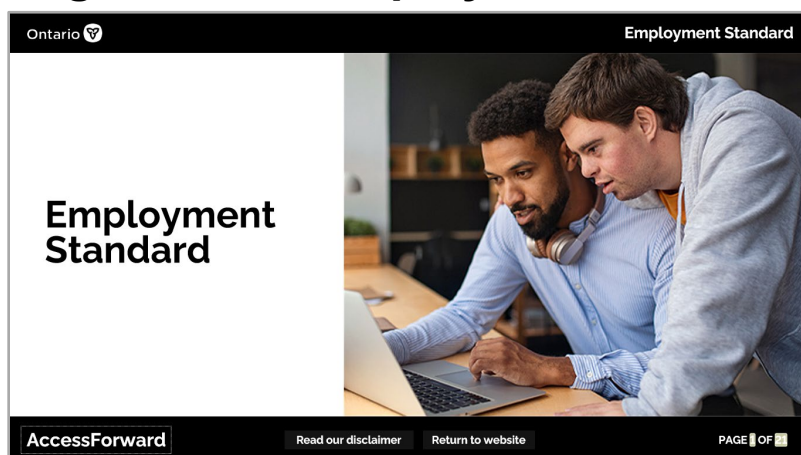 Ontario
Employment Standard
Employment
Standard
AccessForward
Read our disclaimer
Return to website
PAGE 1 OF 21